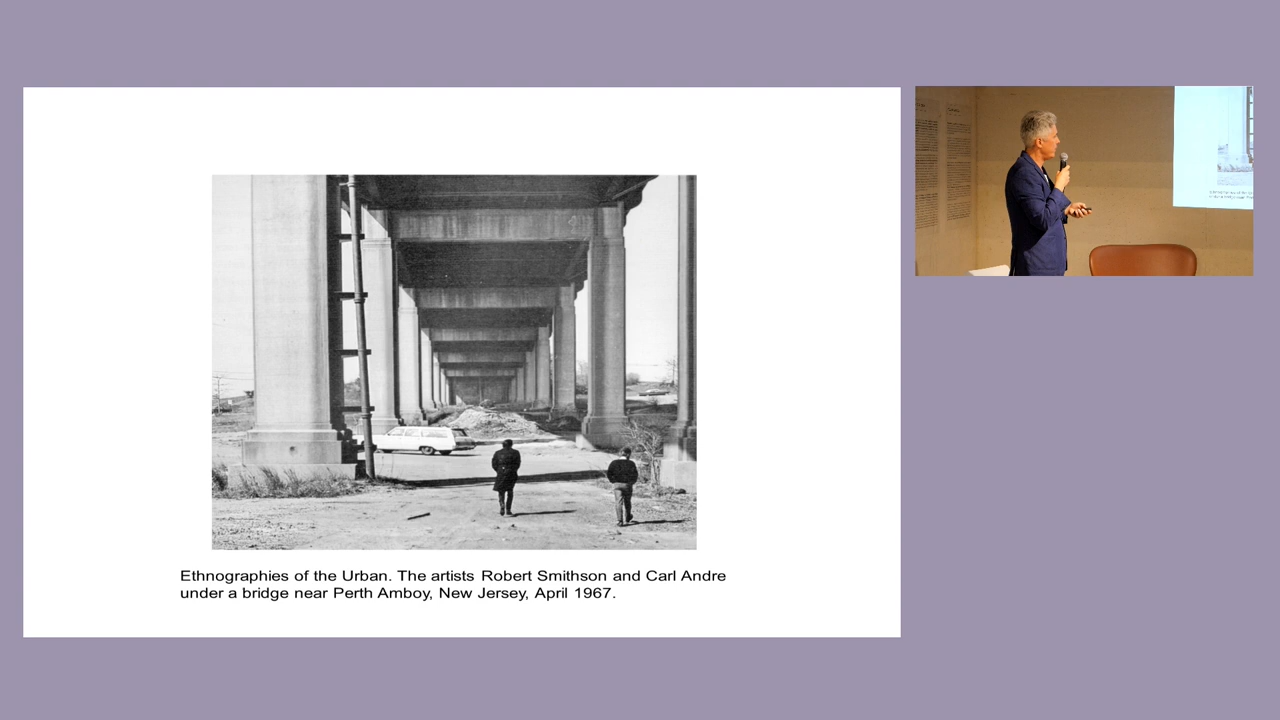 Ethnographies of the Urban. The artists Robert Smithson and Carl Andre
under a bridge near Perth Amboy, New Jersey, April 1967.